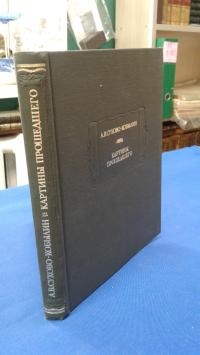 А.В.СУХОВО-КОБЫЛИН
КАРТИНЫ
ПРОШЕДШЕГО
А.В.СУХОВО-КОБЫЛИН КАРТИНЫ ПРОШЕДШЕГО